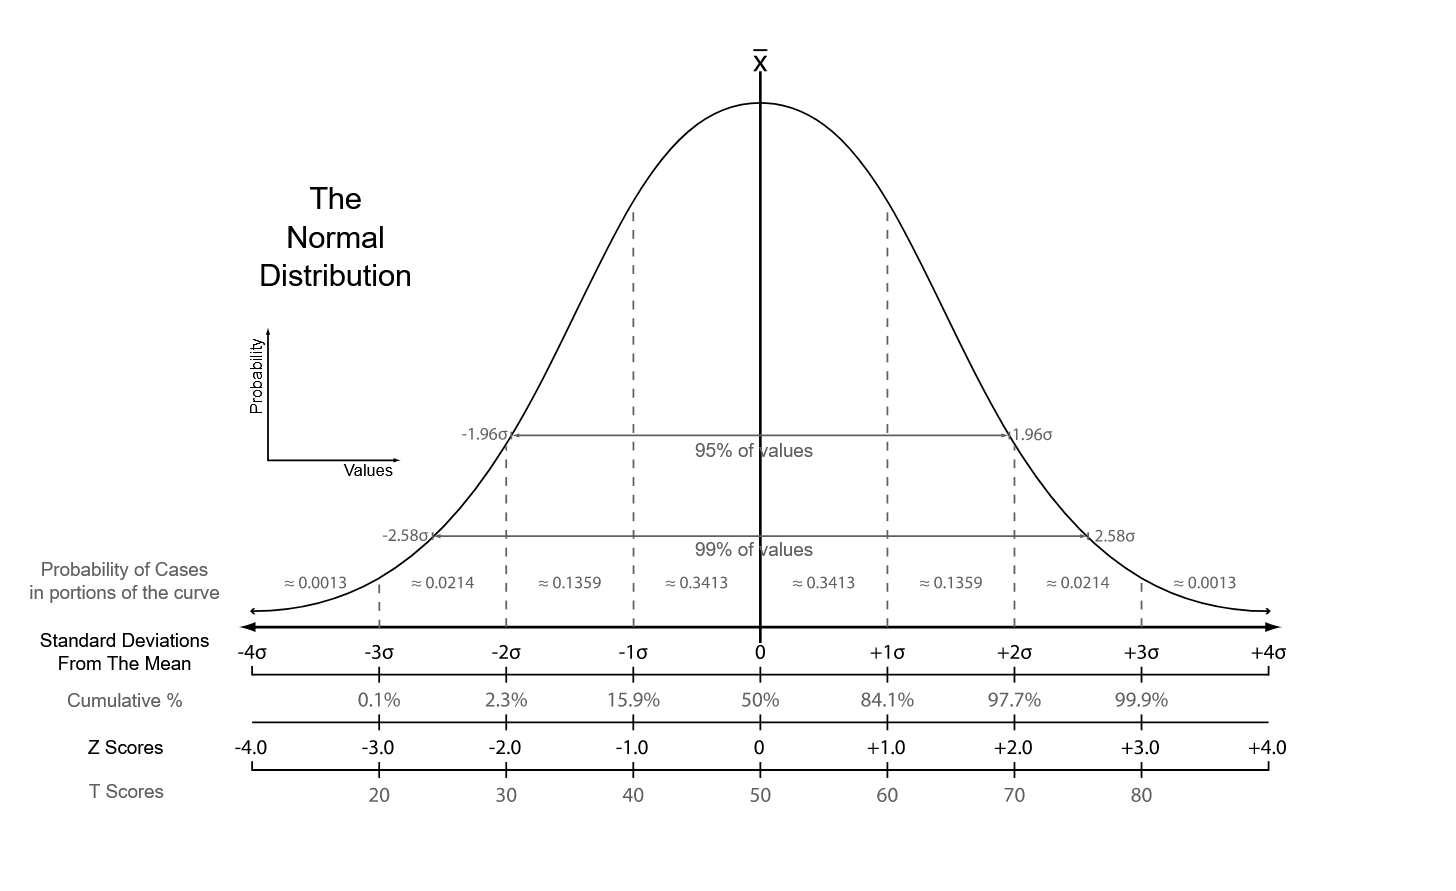 x̅
The
Normal
Distribution
Probability
Values
-1.96σ 1.96σ
95% of values
-2.58σ 2.58σ
99% of values
Probability of Cases
in portions of the curve
≈ 0.0013 ≈ 0.0214 ≈ 0.1359 ≈ 0.3413 ≈ 0.3413 ≈ 0.1359 ≈ 0.0214 ≈ 0.0013
Standard Deviations
From The Mean
-4σ -3σ -2σ -1σ 0 +1σ +2σ +3σ +4σ
Cumulative % 0.1% 2.3% 15.9% 50% 84.1% 97.7% 99.9%
Z Scores -4.0 -3.0 -2.0 -1.0 0 +1.0 +2.0 +3.0 +4.0
T Scores 20 30 40 50 60 70 80